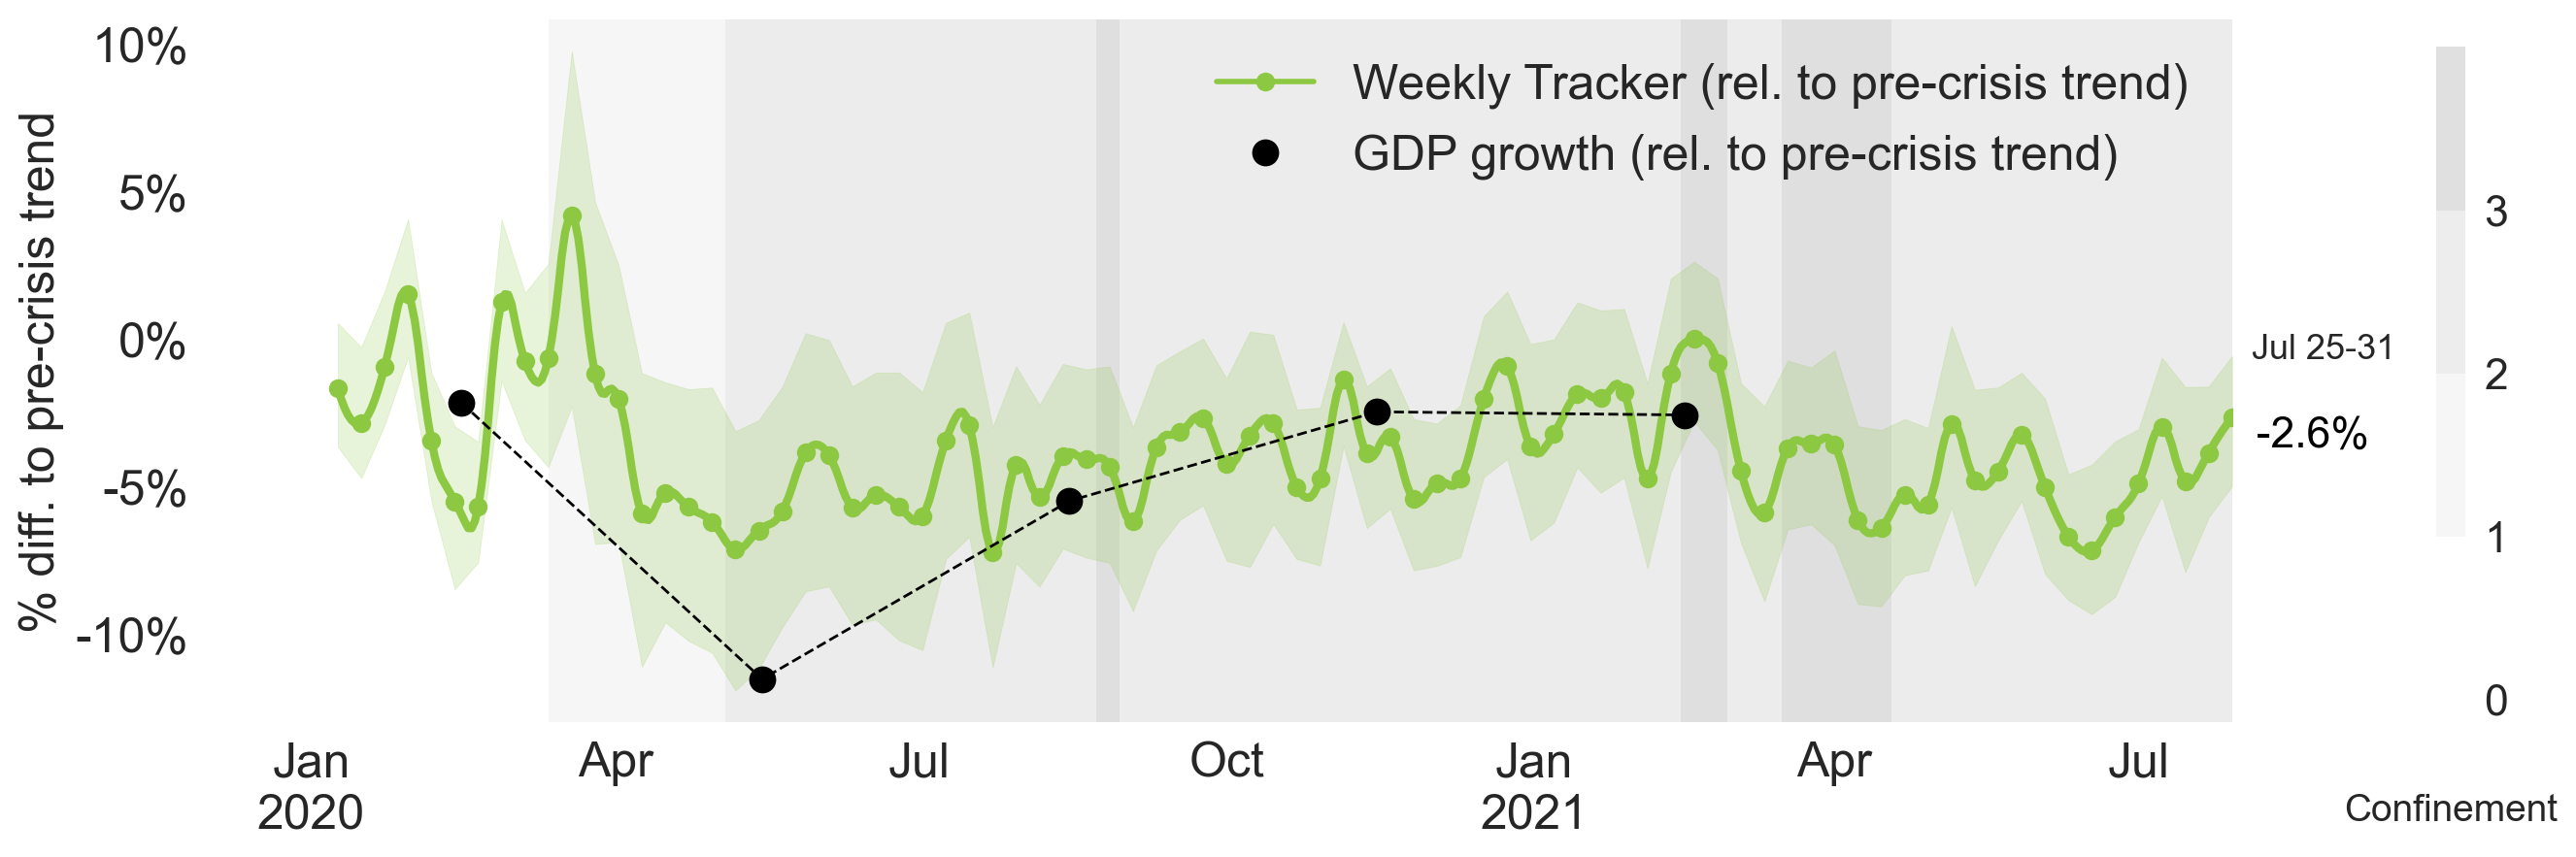 % diff. to pre-crisis trend
10%
5%
0%
-5%
-10%
Weekly Tracker (rel. to pre-crisis trend)
GDP growth (rel. to pre-crisis trend)
Jul 25-31
-2.6%
3
2
1
0
Confinement
Jan
2020
Apr
Jul
Oct
Jan
2021
Apr
Jul